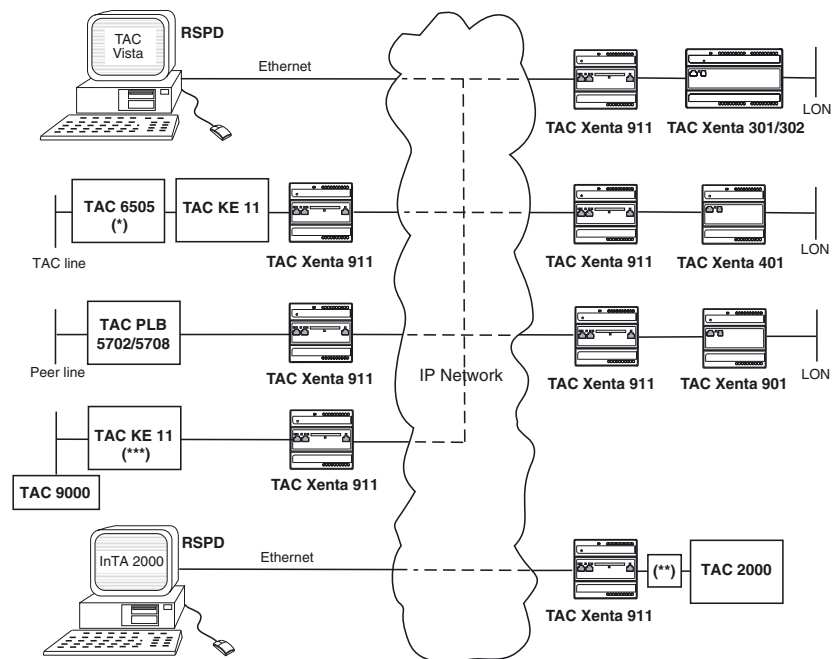 TAC
Vista
RSPD
Ethernet
TAC Xenta 911
TAC Xenta 301/302
LON
TAC 6505
(*)
TAC KE 11
TAC line
TAC Xenta 911
TAC Xenta 911
TAC Xenta 401
LON
TAC PLB
5702/5708
Peer line
TAC Xenta 911
IP Network
TAC Xenta 911
TAC Xenta 901
LON
TAC KE 11
(***)
TAC 9000
TAC Xenta 911
InTA 2000
RSPD
Ethernet
TAC Xenta 911
(**)
TAC 2000